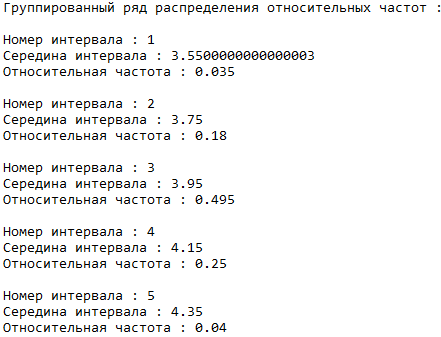 Группированный ряд распределения относительных частот :
Номер интервала : 1
Середина интервала : 3.5500000000000003
Относительная частота : 0.035
Номер интервала : 2
Середина интервала : 3.75
Относительная частота : 0.18
Номер интервала : 3
Середина интервала : 3.95
Относительная частота : 0.495
Номер интервала : 4
Середина интервала : 4.15
Относительная частота : 0.25
Номер интервала : 5
Середина интервала : 4.35
Относительная частота : 0.04